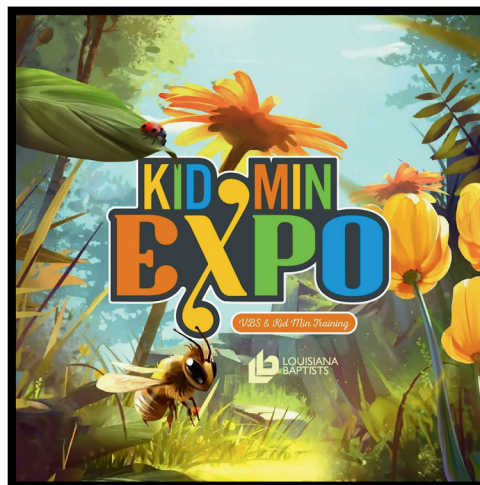 KID MIN
EXPO
VBS & Kid Min Training
LOUISIANA
BAPTISTS